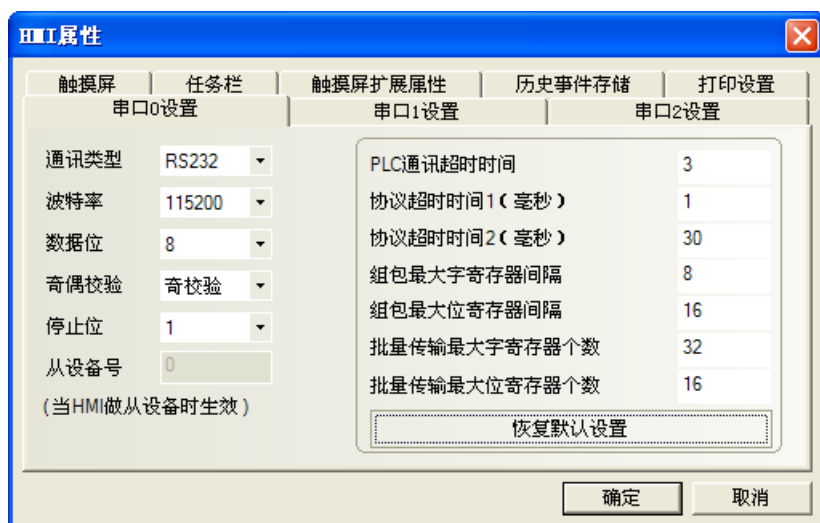 HMI属性
触摸屏 任务栏 触摸屏扩展属性 历史事件存储 打印设置
串口0设置 串口1设置 串口2设置
通讯类型 RS232
波特率 115200
数据位 8
奇偶校验 奇校验
停止位 1
从设备号 0
(当HMI做从设备时生效)
PLC通讯超时时间 3
协议超时时间1(毫秒) 1
协议超时时间2(毫秒) 30
组包最大字寄存器间隔 8
组包最大位寄存器间隔 16
批量传输最大字寄存器个数 32
批量传输最大位寄存器个数 16
恢复默认设置
确定 取消